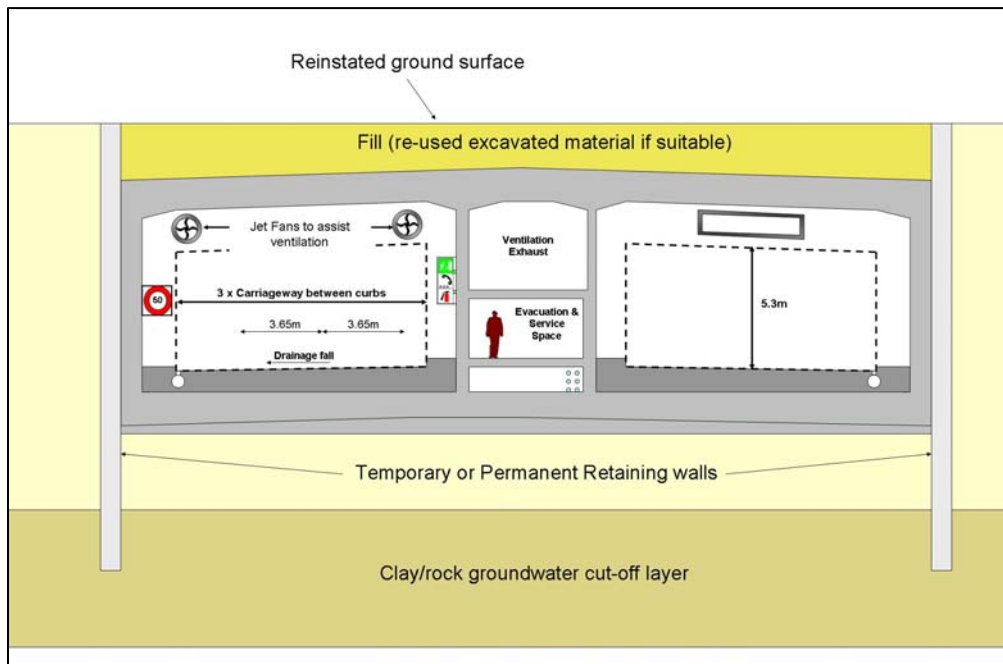 Reinstated ground surface
Fill (re-used excavated material if suitable)
Jet Fans to assist
ventilation
Ventilation
Exhaust
60
3 x Carriageway between curbs
5.3m
Evacuation &
Service
Space
3.65m
3.65m
Drainage fall
Temporary or Permanent Retaining walls
Clay/rock groundwater cut-off layer